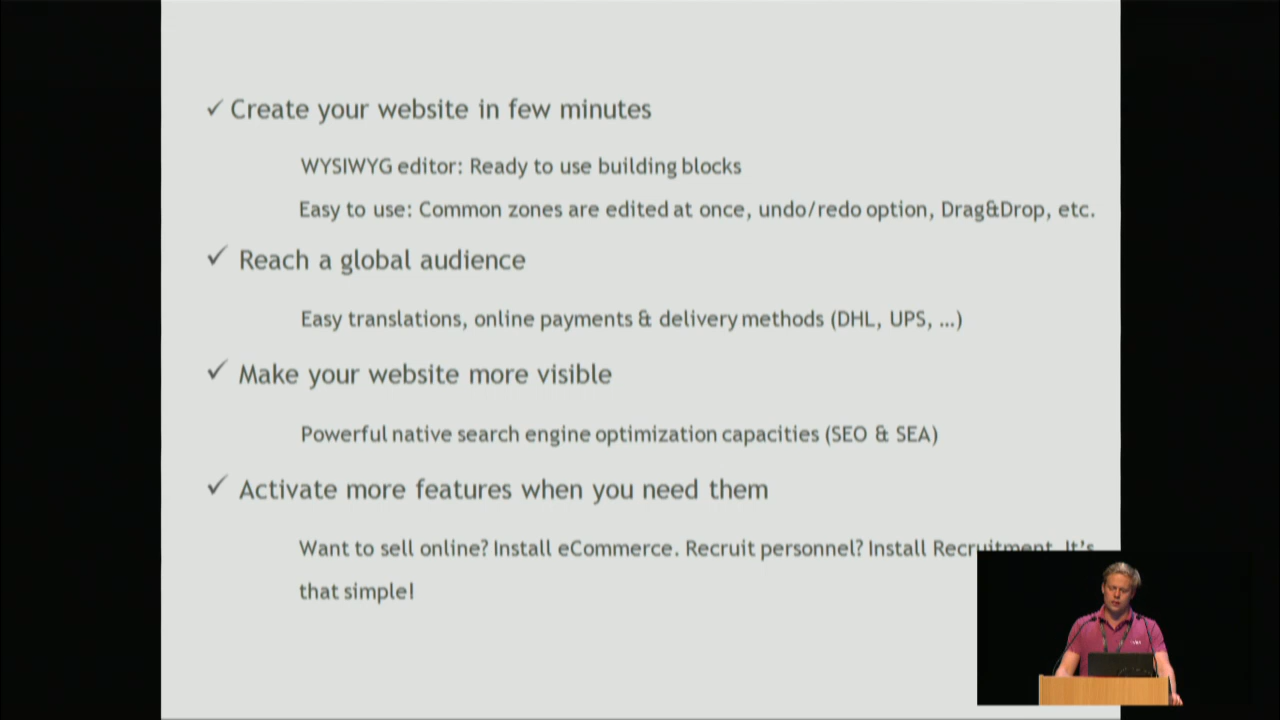 ✓ Create your website in few minutes
WYSIWYG editor: Ready to use building blocks
Easy to use: Common zones are edited at once, undo/redo option, Drag&Drop, etc.
✓ Reach a global audience
Easy translations, online payments & delivery methods (DHL, UPS, ...)
✓ Make your website more visible
Powerful native search engine optimization capacities (SEO & SEA)
✓ Activate more features when you need them
Want to sell online? Install eCommerce. Recruit personnel? Install Recruitment. It's
that simple!